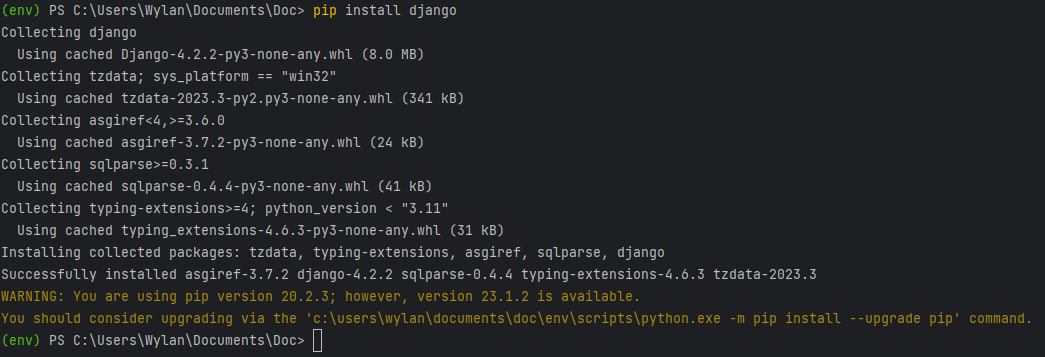 (env) PS C:\Users\Wylan\Documents\Doc> pip install django
Collecting django
  Using cached Django-4.2.2-py3-none-any.whl (8.0 MB)
Collecting tzdata; sys_platform == "win32"
  Using cached tzdata-2023.3-py2.py3-none-any.whl (341 kB)
Collecting asgiref<4,>=3.6.0
  Using cached asgiref-3.7.2-py3-none-any.whl (24 kB)
Collecting sqlparse>=0.3.1
  Using cached sqlparse-0.4.4-py3-none-any.whl (41 kB)
Collecting typing-extensions>=4; python_version < "3.11"
  Using cached typing_extensions-4.6.3-py3-none-any.whl (31 kB)
Installing collected packages: tzdata, typing-extensions, asgiref, sqlparse, django
Successfully installed asgiref-3.7.2 django-4.2.2 sqlparse-0.4.4 typing-extensions-4.6.3 tzdata-2023.3
WARNING: You are using pip version 20.2.3; however, version 23.1.2 is available.
You should consider upgrading via the 'c:\users\wylan\documents\doc\env\scripts\python.exe -m pip install --upgrade pip' command.
(env) PS C:\Users\Wylan\Documents\Doc>